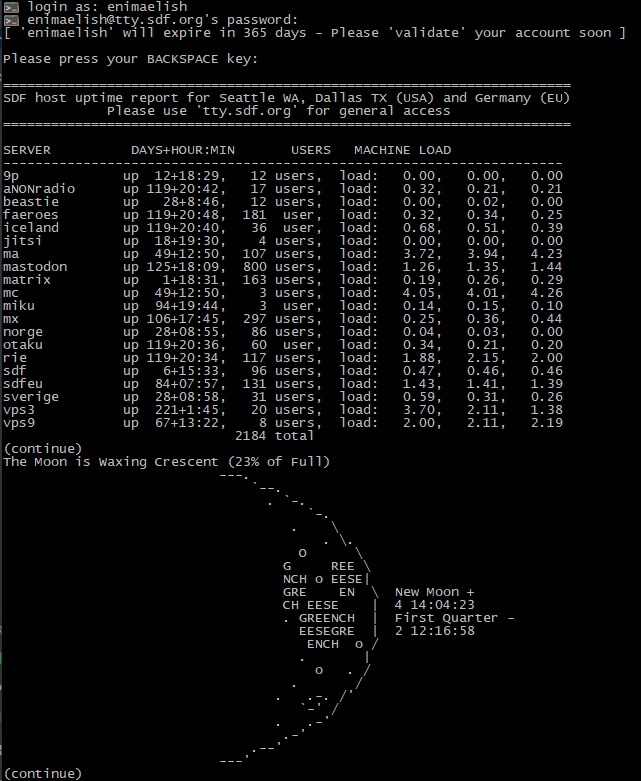 login as: enimaelish
enimaelish@tty.sdf.org's password:
[ 'enimaelish' will expire in 365 days - Please 'validate' your account soon ]
Please press your BACKSPACE key:
=======================================================================
SDF host uptime report for Seattle WA, Dallas TX (USA) and Germany (EU)
Please use 'tty.sdf.org' for general access
=======================================================================
SERVER DAYS+HOUR:MIN USERS MACHINE LOAD
----------------------------------------------------------------------
9p up 12+18:29, 12 users, load: 0.00, 0.00, 0.00
aNONradio up 119+20:42, 17 users, load: 0.32, 0.21, 0.21
beastie up 28+8:46, 12 users, load: 0.00, 0.02, 0.00
faeroes up 119+20:48, 181 user, load: 0.32, 0.34, 0.25
iceland up 119+20:40, 36 user, load: 0.68, 0.51, 0.39
jitsi up 18+19:30, 4 users, load: 0.00, 0.00, 0.00
ma up 49+12:50, 107 users, load: 3.72, 3.94, 4.23
mastodon up 125+18:09, 800 users, load: 1.26, 1.35, 1.44
matrix up 1+18:31, 163 users, load: 0.19, 0.26, 0.29
mc up 49+12:50, 3 users, load: 4.05, 4.01, 4.26
miku up 94+19:44, 3 user, load: 0.14, 0.15, 0.10
mx up 106+17:45, 297 users, load: 0.25, 0.36, 0.44
norge up 28+08:55, 86 users, load: 0.04, 0.03, 0.00
otaku up 119+20:36, 60 user, load: 0.34, 0.21, 0.20
rie up 119+20:34, 117 users, load: 1.88, 2.15, 2.00
sdf up 6+15:33, 96 users, load: 0.47, 0.46, 0.46
sdfeu up 84+07:57, 131 users, load: 1.43, 1.41, 1.39
sverige up 28+08:58, 31 users, load: 0.59, 0.31, 0.26
vps3 up 221+1:45, 20 users, load: 3.70, 2.11, 1.38
vps9 up 67+13:22, 8 users, load: 2.00, 2.11, 2.19
2184 total
(continue)
The Moon is Waxing Crescent (23% of Full)
---.
`--.
. `-.
`-.
. \
. \.
O \
G REE \
NCH o EESE|
GRE EN \ New Moon +
CH EESE | 4 14:04:23
. GREENCH | First Quarter -
EESEGRE | 2 12:16:58
ENCH o /
. |
o . /
. /
. .-. /'
`-' /
. .-'
.-'
.--'
---'
(continue)